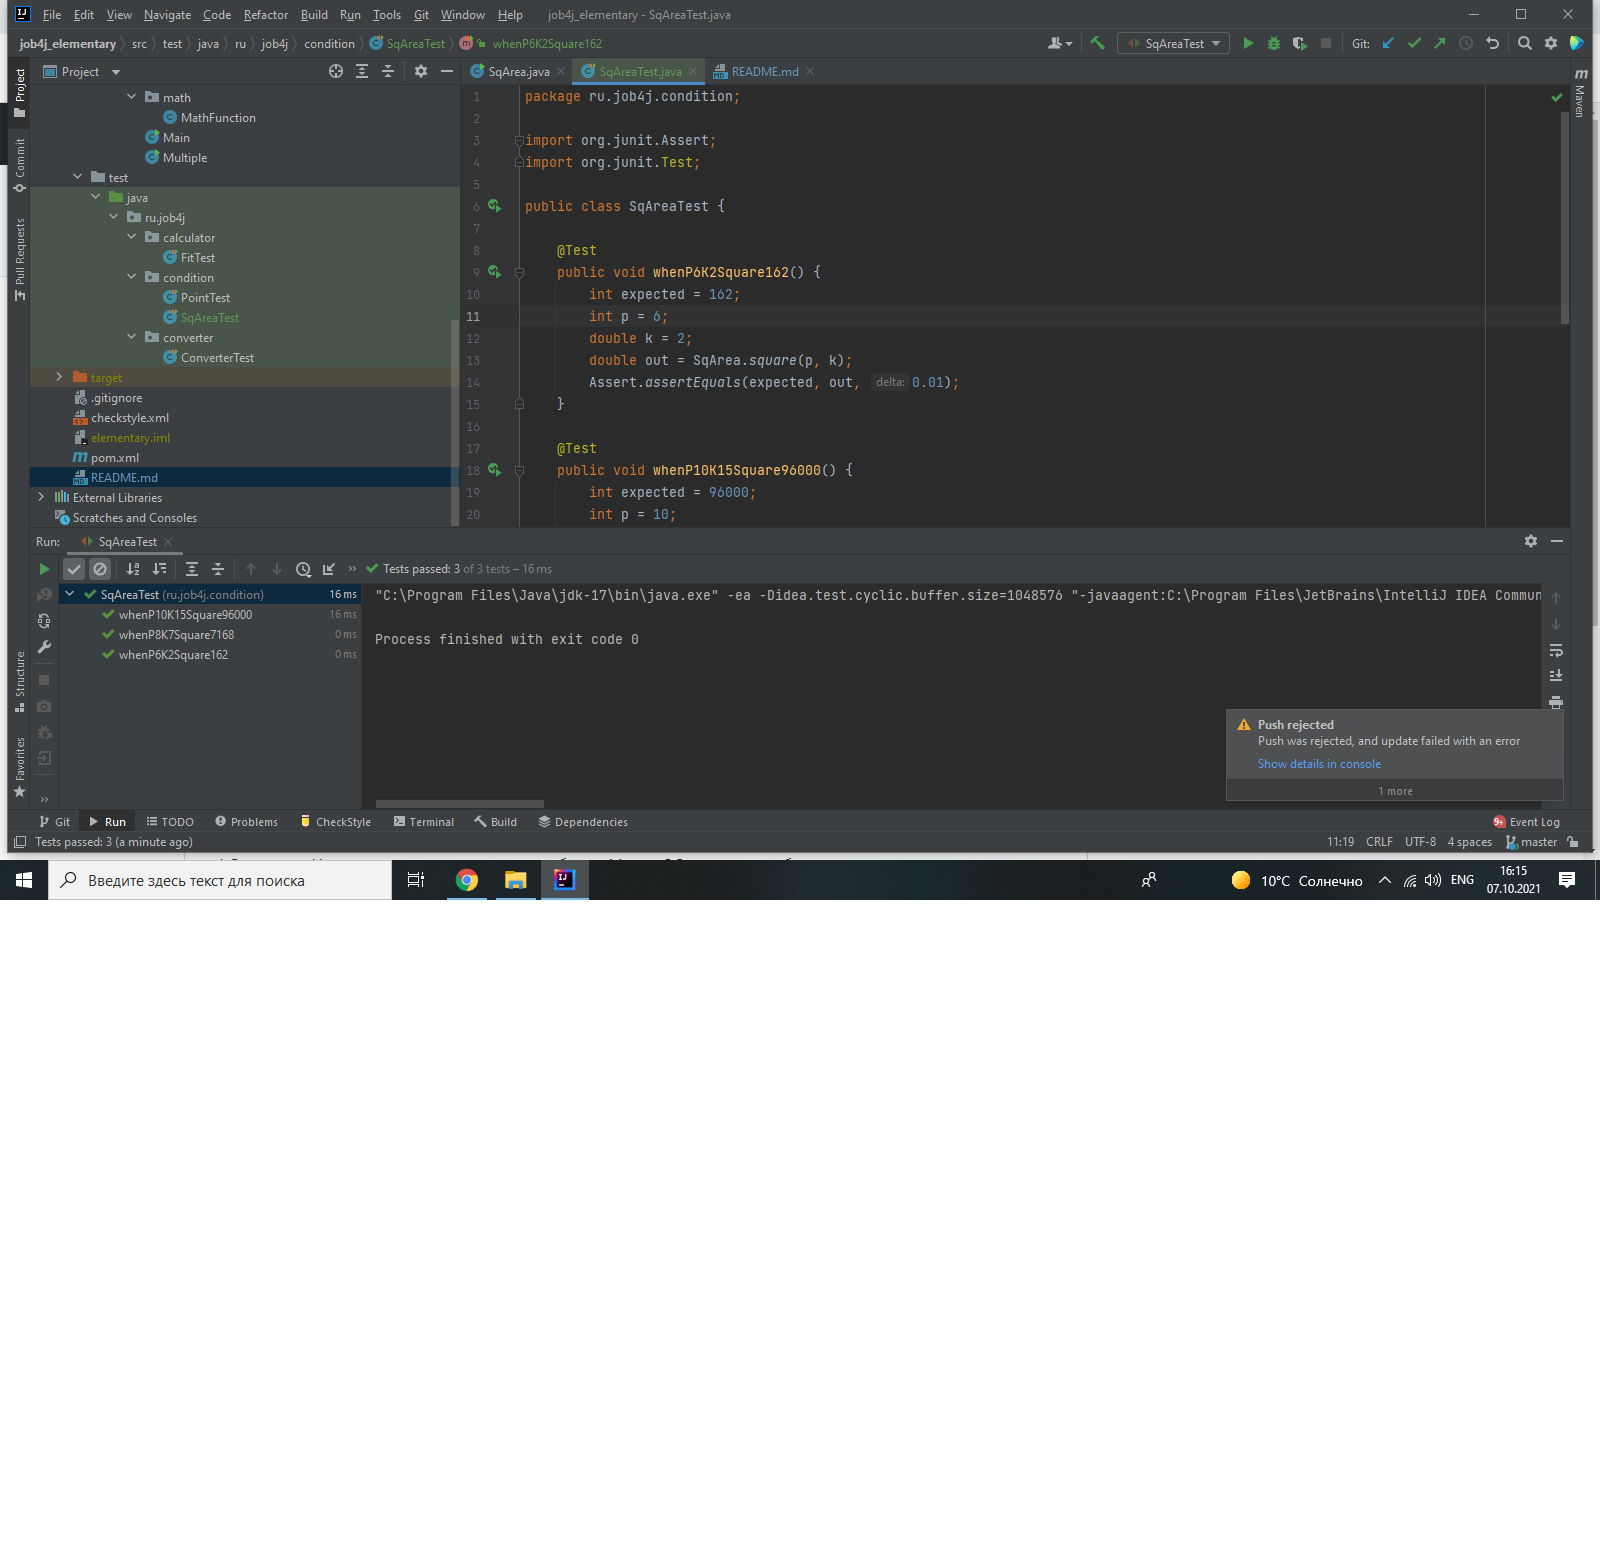 File Edit View Navigate Code Refactor Build Run Tools Git Window Help job4j_elementary - SqAreaTest.java
job4j_elementary src test java ru job4j condition SqAreaTest whenP6K2Square162 SqAreaTest Git:
Project
Project
Commit
Pull Requests
Structure
Favorites
math
MathFunction
Main
Multiple
test
java
ru.job4j
calculator
FitTest
condition
PointTest
SqAreaTest
converter
ConverterTest
target
.gitignore
checkstyle.xml
elementary.iml
pom.xml
README.md
External Libraries
Scratches and Consoles
SqArea.java SqAreaTest.java README.md
Maven
1 package ru.job4j.condition;
2
3 import org.junit.Assert;
4 import org.junit.Test;
5
6 public class SqAreaTest {
7
8 @Test
9 public void whenP6K2Square162() {
10 int expected = 162;
11 int p = 6;
12 double k = 2;
13 double out = SqArea.square(p, k);
14 Assert.assertEquals(expected, out, delta: 0.01);
15 }
16
17 @Test
18 public void whenP10K15Square96000() {
19 int expected = 96000;
20 int p = 10;
Run: SqAreaTest
Tests passed: 3 of 3 tests – 16 ms
SqAreaTest (ru.job4j.condition) 16 ms
whenP10K15Square96000 16 ms
whenP8K7Square7168 0 ms
whenP6K2Square162 0 ms
"C:\Program Files\Java\jdk-17\bin\java.exe" -ea -Didea.test.cyclic.buffer.size=1048576 "-javaagent:C:\Program Files\JetBrains\IntelliJ IDEA Commun
Process finished with exit code 0
Push rejected
Push was rejected, and update failed with an error
Show details in console
1 more
Git Run TODO Problems CheckStyle Terminal Build Dependencies 9+ Event Log
Tests passed: 3 (a minute ago) 11:19 CRLF UTF-8 4 spaces master
Введите здесь текст для поиска 10°C Солнечно ENG 16:15
07.10.2021